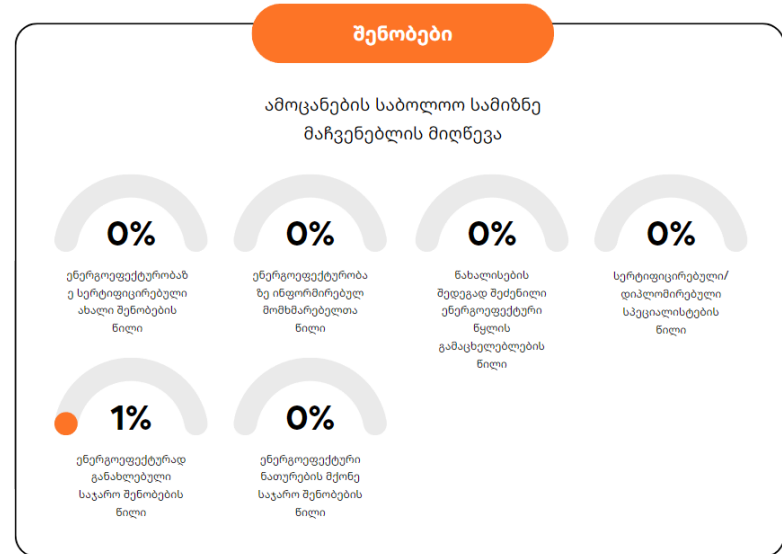 შენობები
ამოცანების საბოლოო სამიზნე
მაჩვენებლის მიღწევა
0%
ენერგოეფექტურობაზ
ე სერტიფიცირებული
ახალი შენობების
წილი
0%
ენერგოეფექტურობა
ზე ინფორმირებულ
მომხმარებელთა
წილი
0%
წახალისების
შედეგად შეძენილი
ენერგოეფექტური
წყლის
გამაცხელებლების
წილი
0%
სერტიფიცირებული/
დიპლომირებული
სპეციალისტების
წილი
1%
ენერგოეფექტურად
განახლებული
საჯარო შენობების
წილი
0%
ენერგოეფექტური
ნათურების მქონე
საჯარო შენობების
წილი